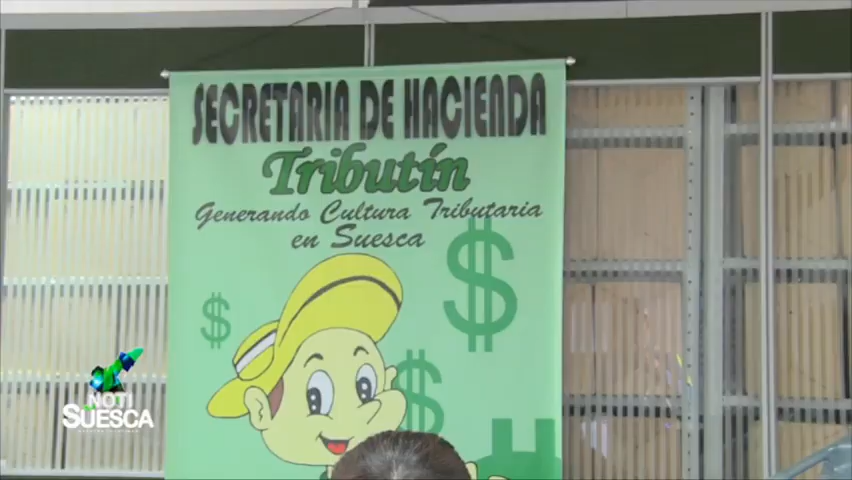 SECRETARIA DE HACIENDA
Tributín
Generando Cultura Tributaria
en Suesca
$
$
$
NOTI
SUESCA